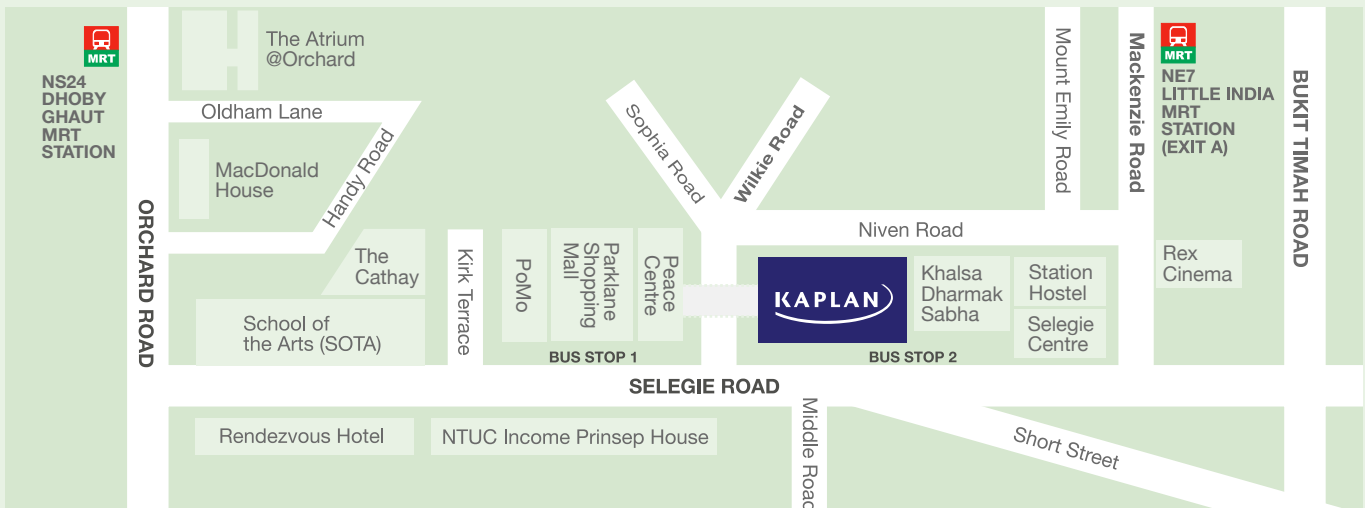 MRT
NS24
DHOBY
GHAUT
MRT
STATION
The Atrium
@Orchard
Oldham Lane
MacDonald
House
Handy Road
ORCHARD ROAD
The
Cathay
School of
the Arts (SOTA)
Kirk Terrace
PoMo
Parklane
Shopping
Mall
Peace
Centre
BUS STOP 1
Sophia Road
Wilkie Road
Niven Road
KAPLAN
Khalsa
Dharmak
Sabha
Station
Hostel
Selegie
Centre
BUS STOP 2
Mount Emily Road
Mackenzie Road
MRT
NE7
LITTLE INDIA
MRT
STATION
(EXIT A)
BUKIT TIMAH ROAD
Rex
Cinema
SELEGIE ROAD
Rendezvous Hotel
NTUC Income Prinsep House
Middle Road
Short Street